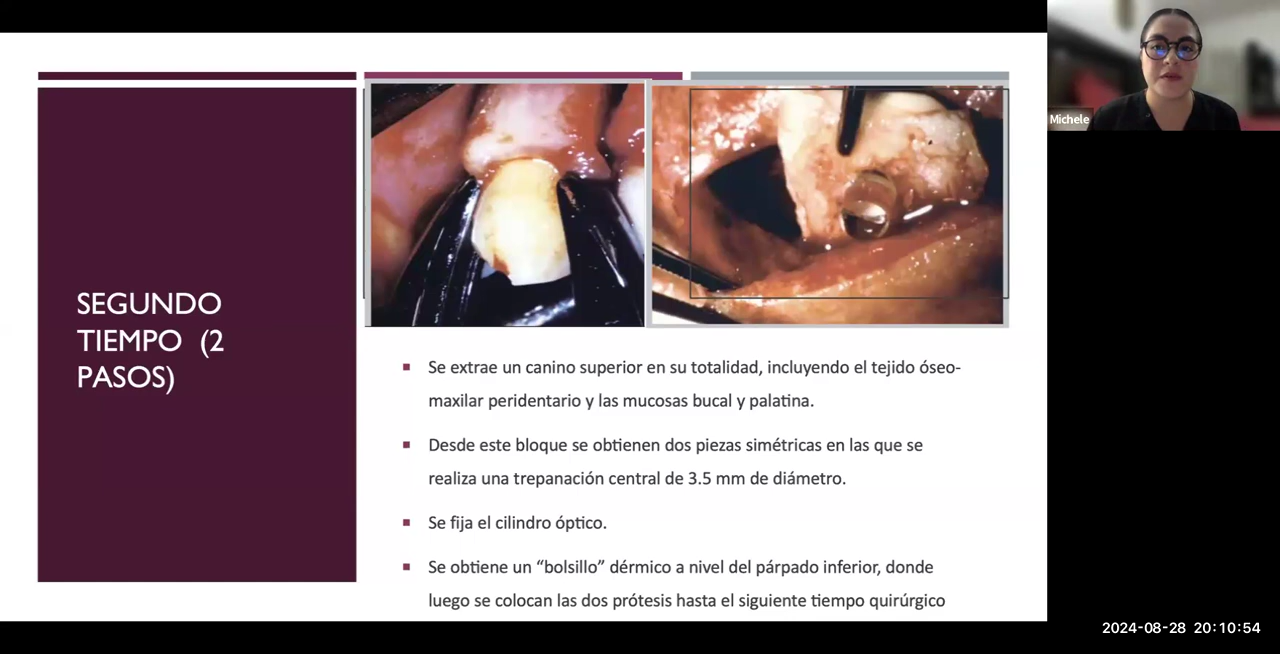 SEGUNDO
TIEMPO (2
PASOS)
Se extrae un canino superior en su totalidad, incluyendo el tejido óseo-
maxilar peridentario y las mucosas bucal y palatina.
Desde este bloque se obtienen dos piezas simétricas en las que se
realiza una trepanación central de 3.5 mm de diámetro.
Se fija el cilindro óptico.
Se obtiene un “bolsillo” dérmico a nivel del párpado inferior, donde
luego se colocan las dos prótesis hasta el siguiente tiempo quirúrgico
Michele
2024-08-28 20:10:54